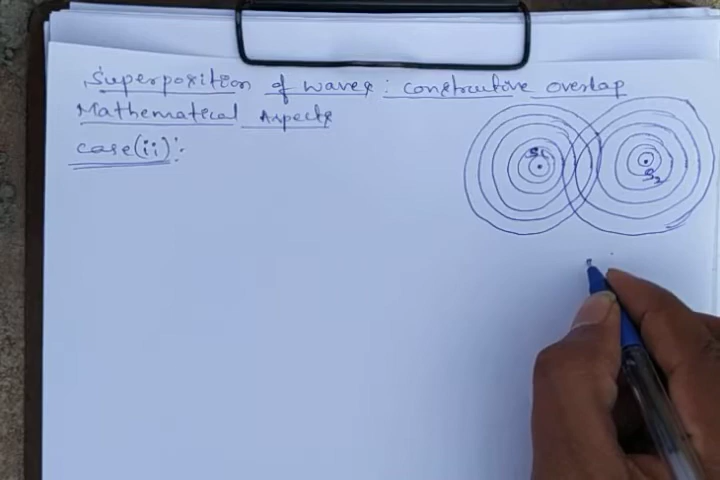 Superposition of waves: constructive overlap
Mathematical Aspects
case(ii):-
S1
S2